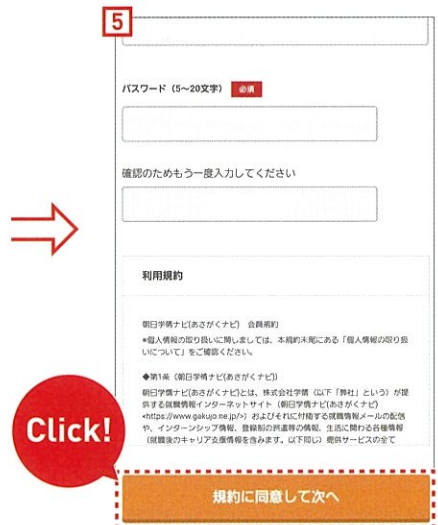 5
パスワード（5〜20文字） 必須
確認のためもう一度入力してください
利用規約
朝日学情ナビ(あさがくナビ) 会員規約
※個人情報の取り扱いに関しましては、本規約末尾にある「個人情報の取り扱
いについて」をご確認ください。
◆第1条（朝日学情ナビ(あさがくナビ)）
朝日学情ナビ(あさがくナビ)とは、株式会社学情（以下「弊社」という）が提
供する就職情報インターネットサイト（朝日学情ナビ(あさがくナビ)
<https://www.gakujo.ne.jp/>）およびそれに付随する就職情報メールの配信
や、インターンシップ情報、登録制の派遣等の情報、生活に関わる各種情報
（就職後のキャリア支援情報を含みます。以下同じ）提供サービスの全て
Click!
規約に同意して次へ